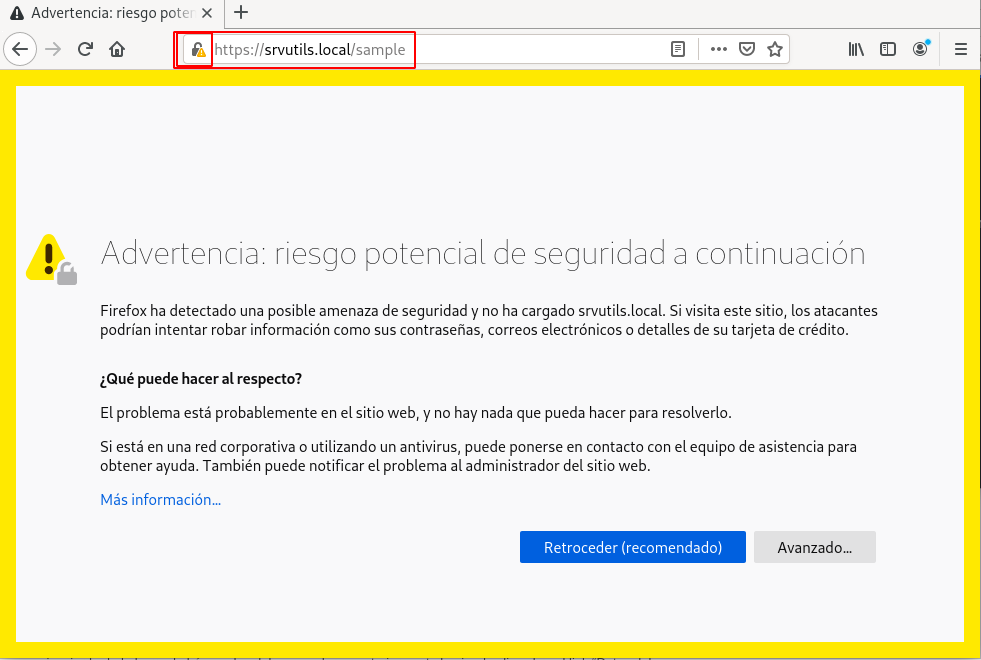 Advertencia: riesgo poten
https://srvutils.local/sample
Advertencia: riesgo potencial de seguridad a continuación
Firefox ha detectado una posible amenaza de seguridad y no ha cargado srvutils.local. Si visita este sitio, los atacantes
podrían intentar robar información como sus contraseñas, correos electrónicos o detalles de su tarjeta de crédito.
¿Qué puede hacer al respecto?
El problema está probablemente en el sitio web, y no hay nada que pueda hacer para resolverlo.
Si está en una red corporativa o utilizando un antivirus, puede ponerse en contacto con el equipo de asistencia para
obtener ayuda. También puede notificar el problema al administrador del sitio web.
Más información...
Retroceder (recomendado)
Avanzado...